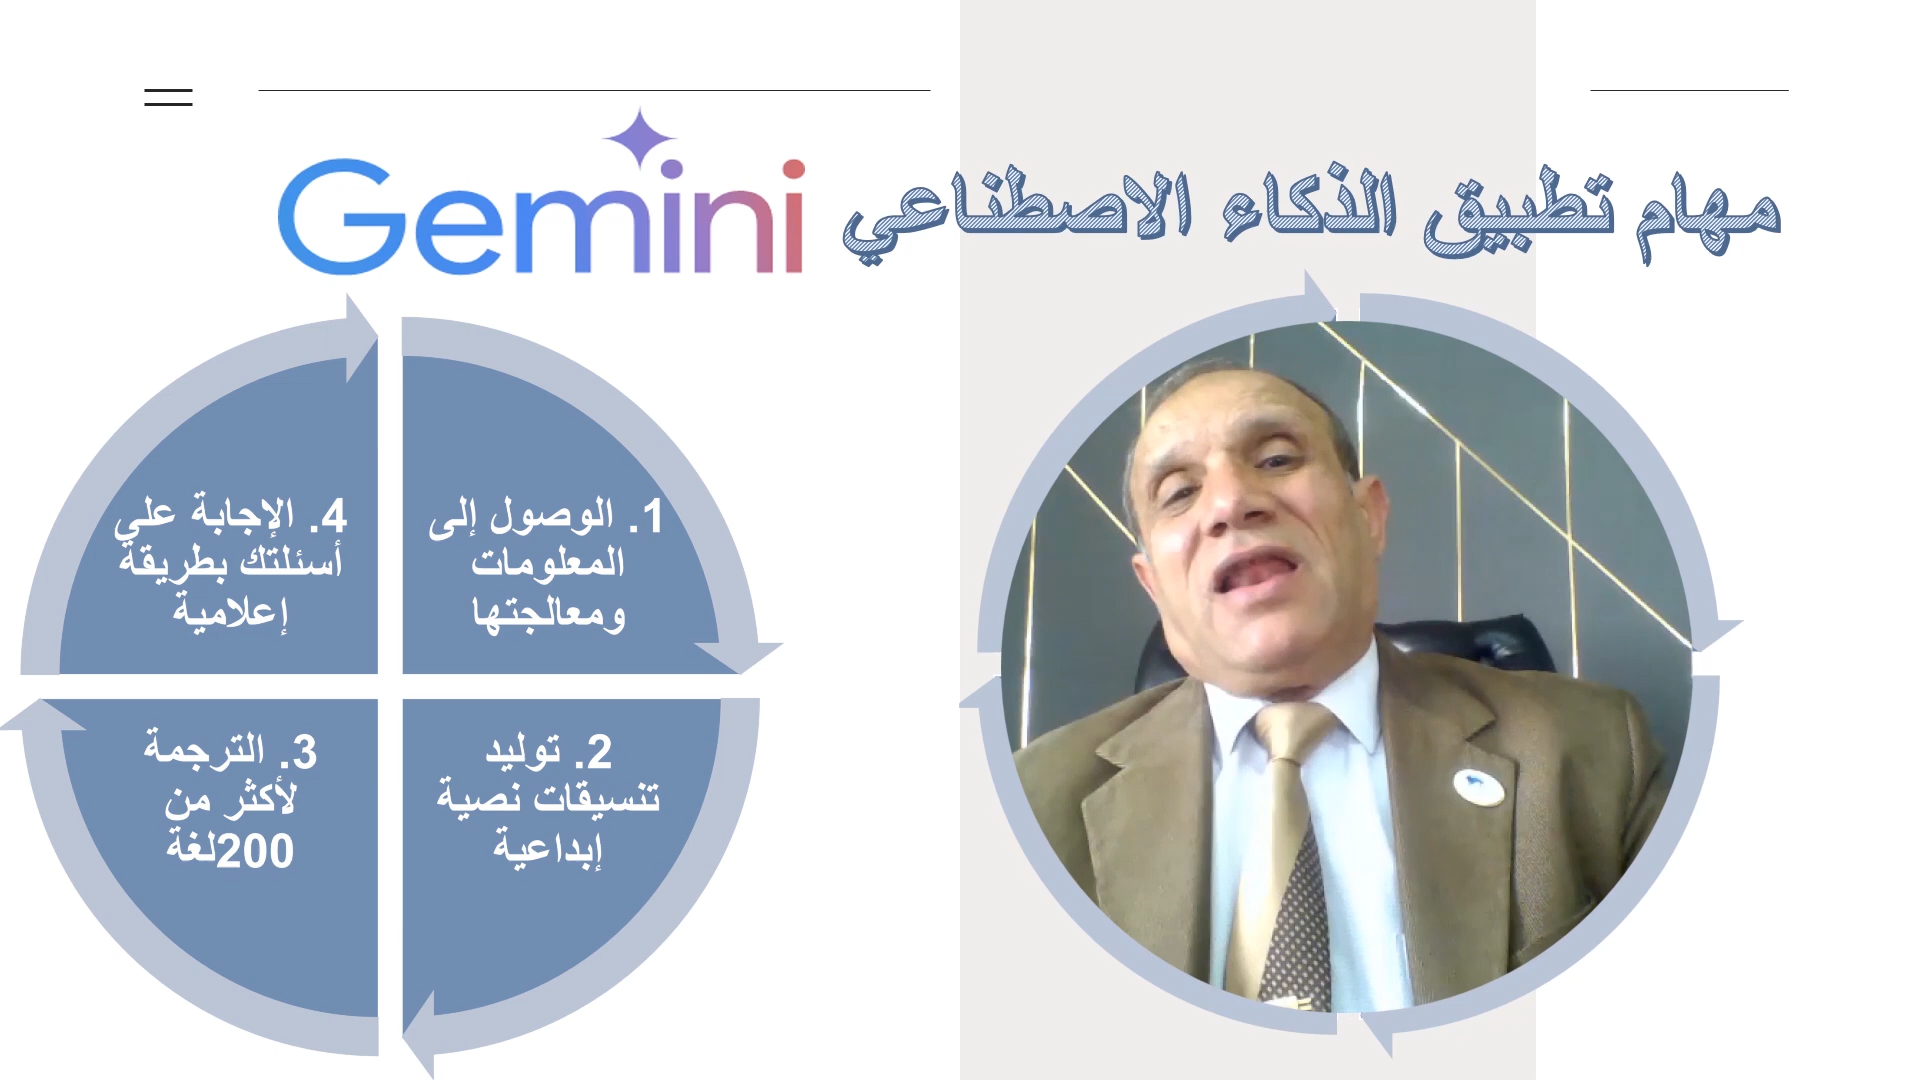 مهام تطبيق الذكاء الاصطناعي Gemini
1. الوصول إلى
المعلومات
ومعالجتها
2. توليد
تنسيقات نصية
إبداعية
3. الترجمة
لأكثر من
200لغة
4. الإجابة علي
أسئلتك بطريقة
إعلامية